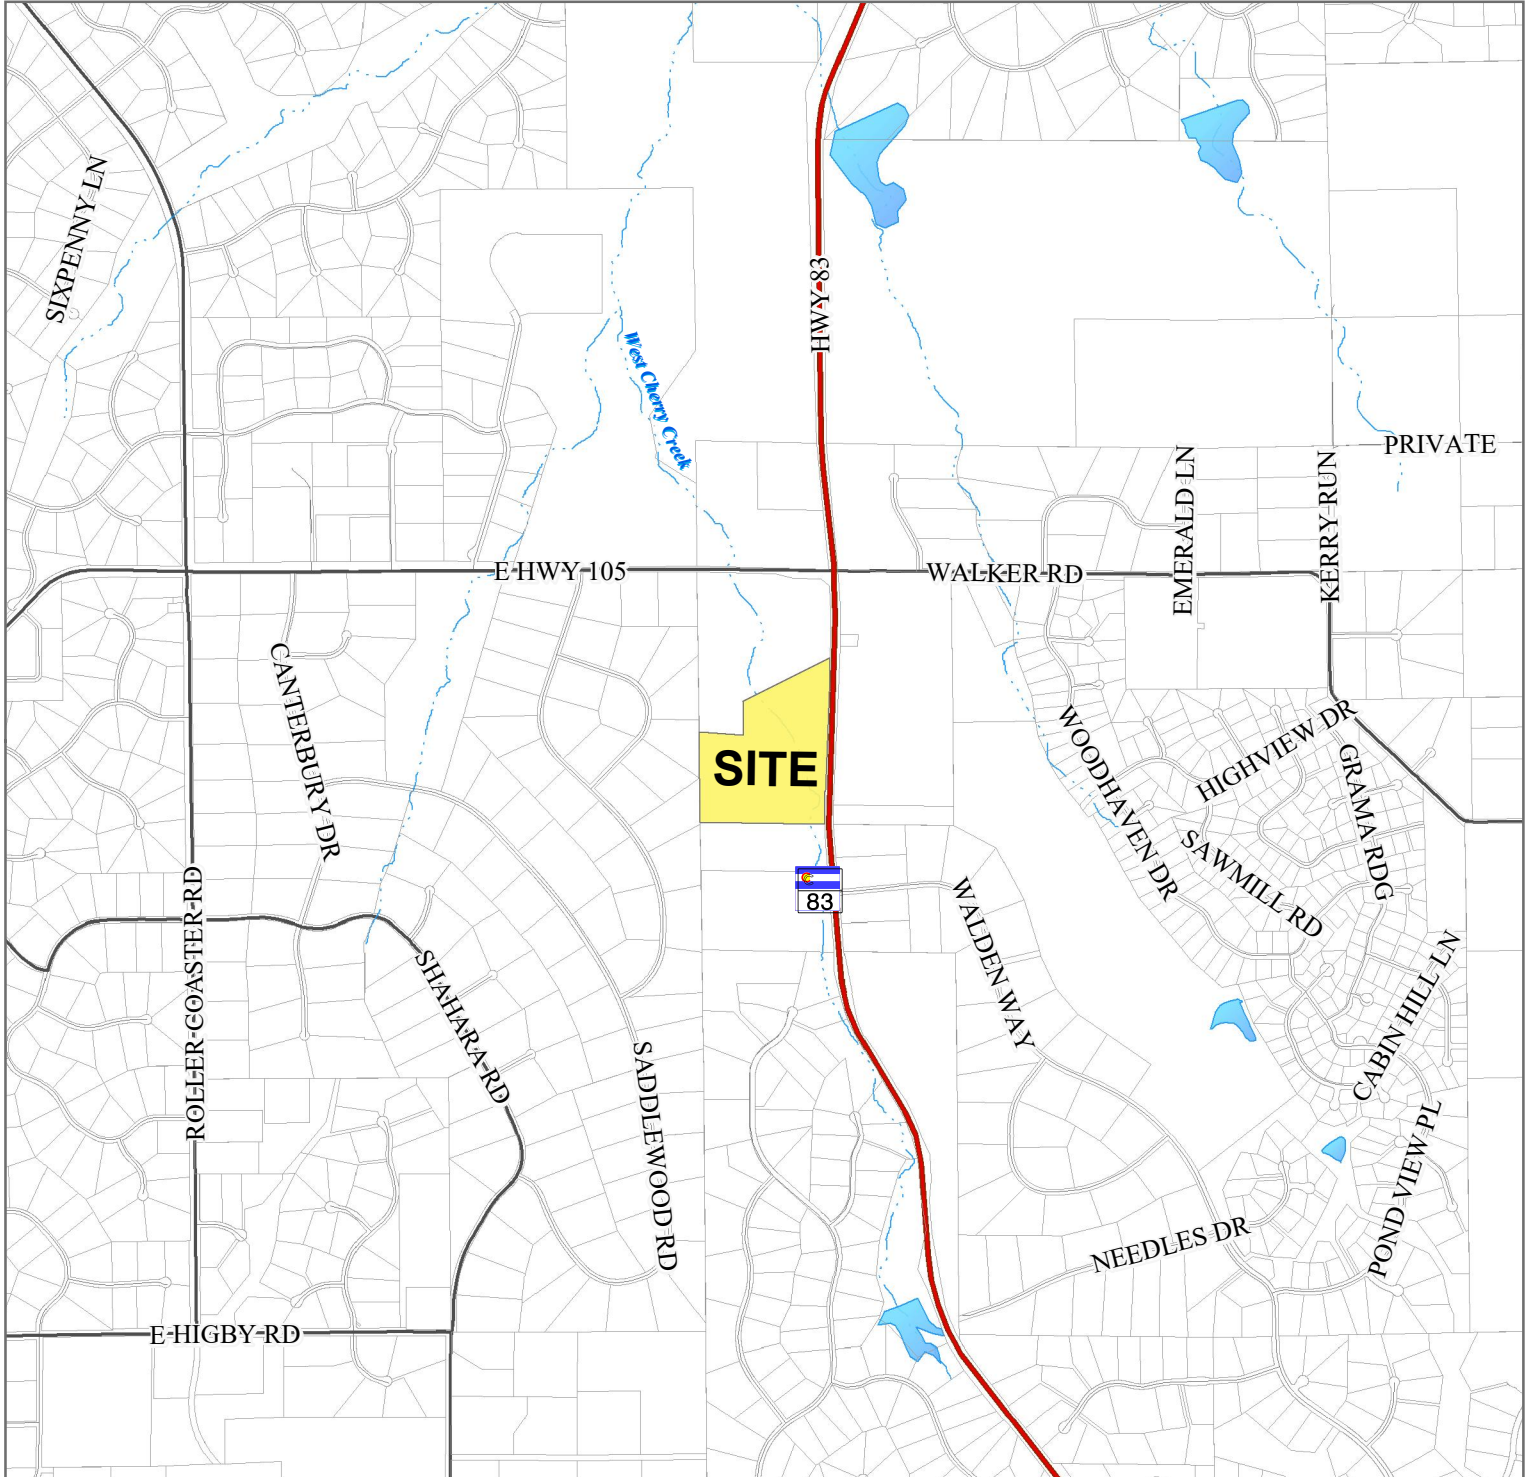 SIXPENNY LN
HWY 83
West Cherry Creek
PRIVATE
EMERALD LN
KERRY RUN
E HWY 105
WALKER RD
CANTERBURY DR
WOODHAVEN DR
HIGHVIEW DR
GRAMA RDG
SITE
SAWMILL RD
83
ROLLER COASTER RD
WALDEN WAY
SHAHARA RD
CABIN HILL LN
SADDLEWOOD RD
POND VIEW PL
NEEDLES DR
E HIGBY RD